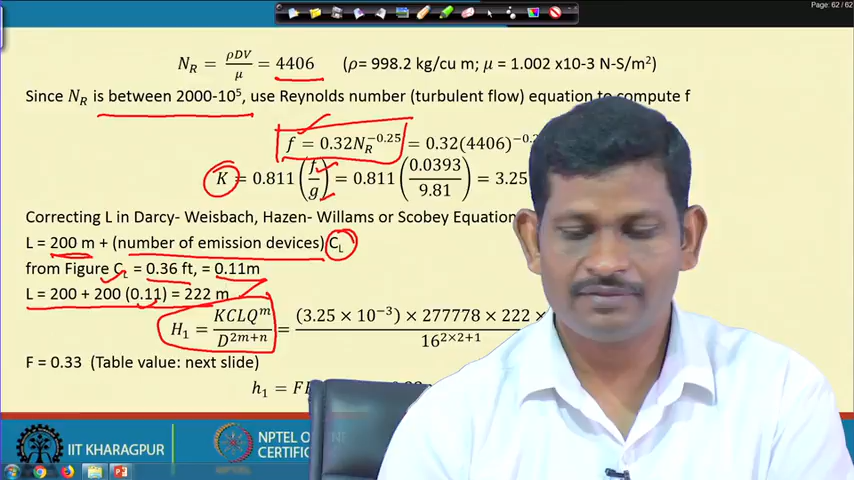 Page: 62 / 62
N_R = ρDV/μ = 4406 (ρ= 998.2 kg/cu m; μ = 1.002 x10-3 N-S/m²)
Since N_R is between 2000-10⁵, use Reynolds number (turbulent flow) equation to compute f
f = 0.32N_R^−0.25 = 0.32(4406)^−0.
K = 0.811 (f/g) = 0.811 (0.0393/9.81) = 3.25
Correcting L in Darcy- Weisbach, Hazen- Willams or Scobey Equation
L = 200 m + (number of emission devices) C_L
from Figure C_L = 0.36 ft, = 0.11m
L = 200 + 200 (0.11) = 222 m
H₁ = KCLQ^m/D^2m+n = (3.25 × 10⁻³) × 277778 × 222 ×/16^2×2+1
F = 0.33 (Table value: next slide)
h₁ =
IIT KHARAGPUR
NPTEL